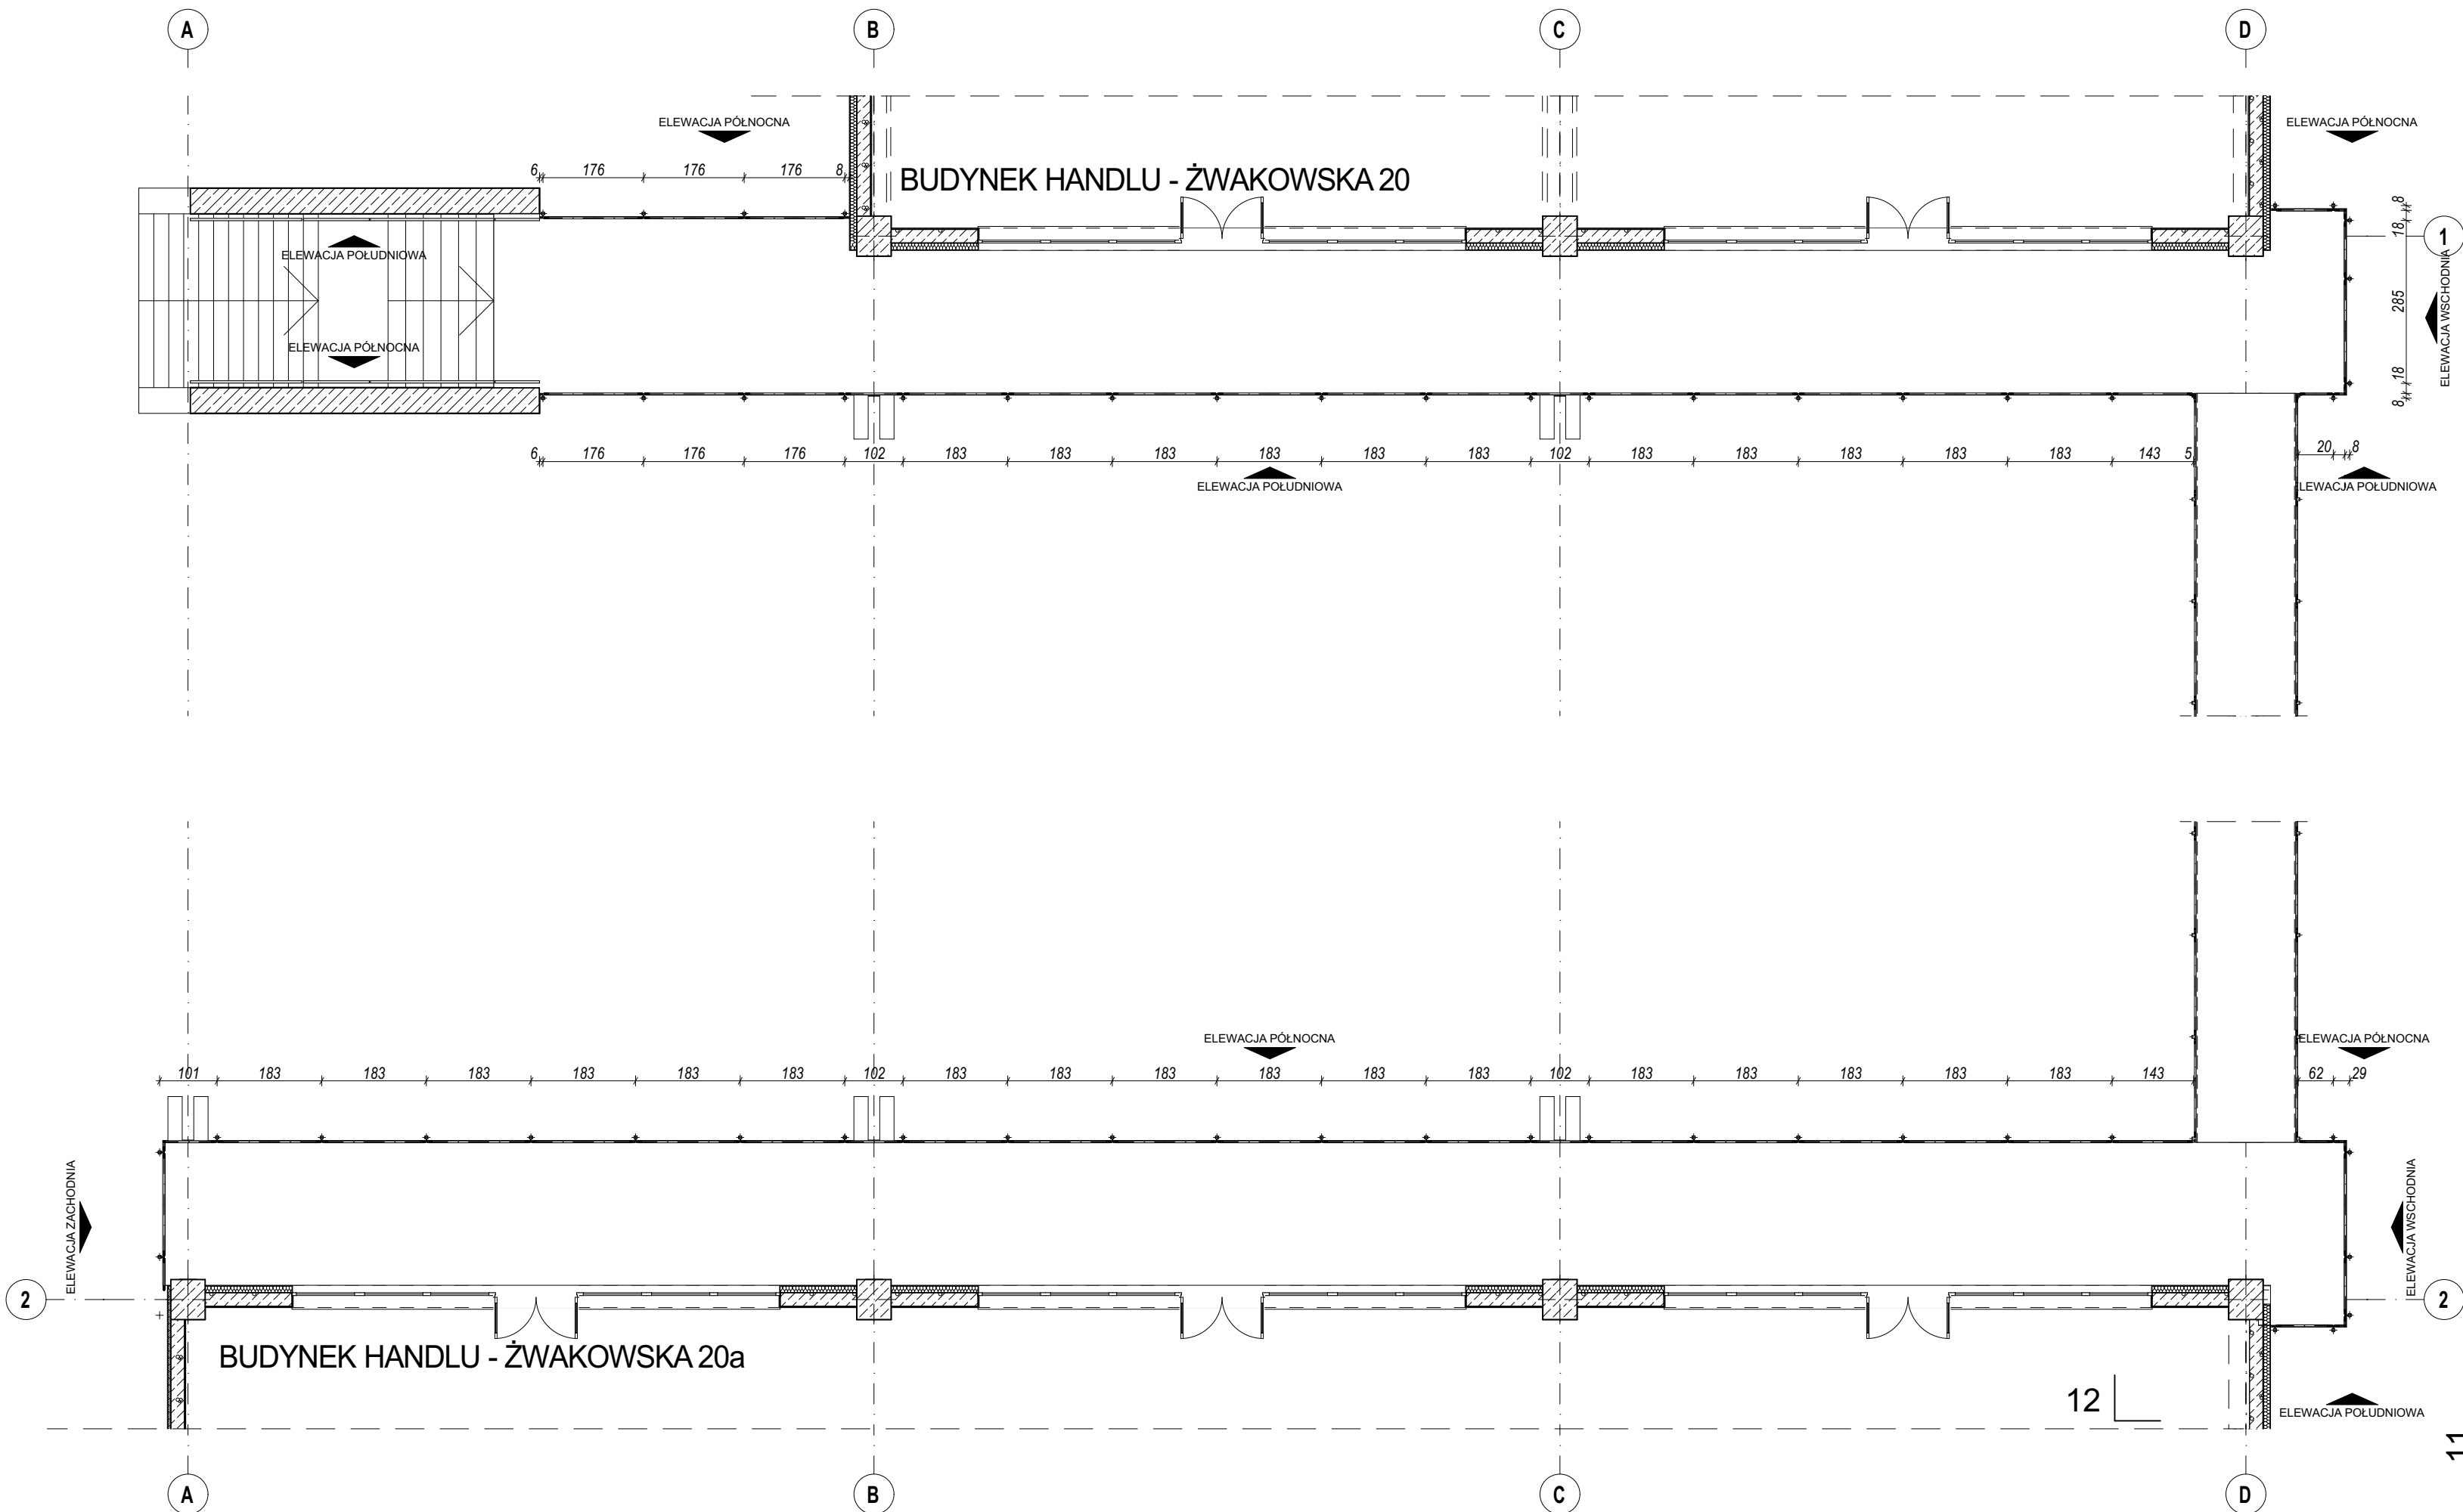 A B C D
ELEWACJA PÓŁNOCNA
ELEWACJA PÓŁNOCNA
6 176 176 176 8
BUDYNEK HANDLU - ŻWAKOWSKA 20
8
18
285
18
8
1
ELEWACJA WSCHODNIA
ELEWACJA POŁUDNIOWA
ELEWACJA PÓŁNOCNA
6 176 176 176 102 183 183 183 183 183 183 102 183 183 183 183 183 143 5
20 8
ELEWACJA POŁUDNIOWA
LEWACJA POŁUDNIOWA
ELEWACJA PÓŁNOCNA
ELEWACJA PÓŁNOCNA
101 183 183 183 183 183 183 102 183 183 183 183 183 183 102 183 183 183 183 183 143
62 29
ELEWACJA ZACHODNIA
ELEWACJA WSCHODNIA
2
2
BUDYNEK HANDLU - ŻWAKOWSKA 20a
12
ELEWACJA POŁUDNIOWA
11
A B C D